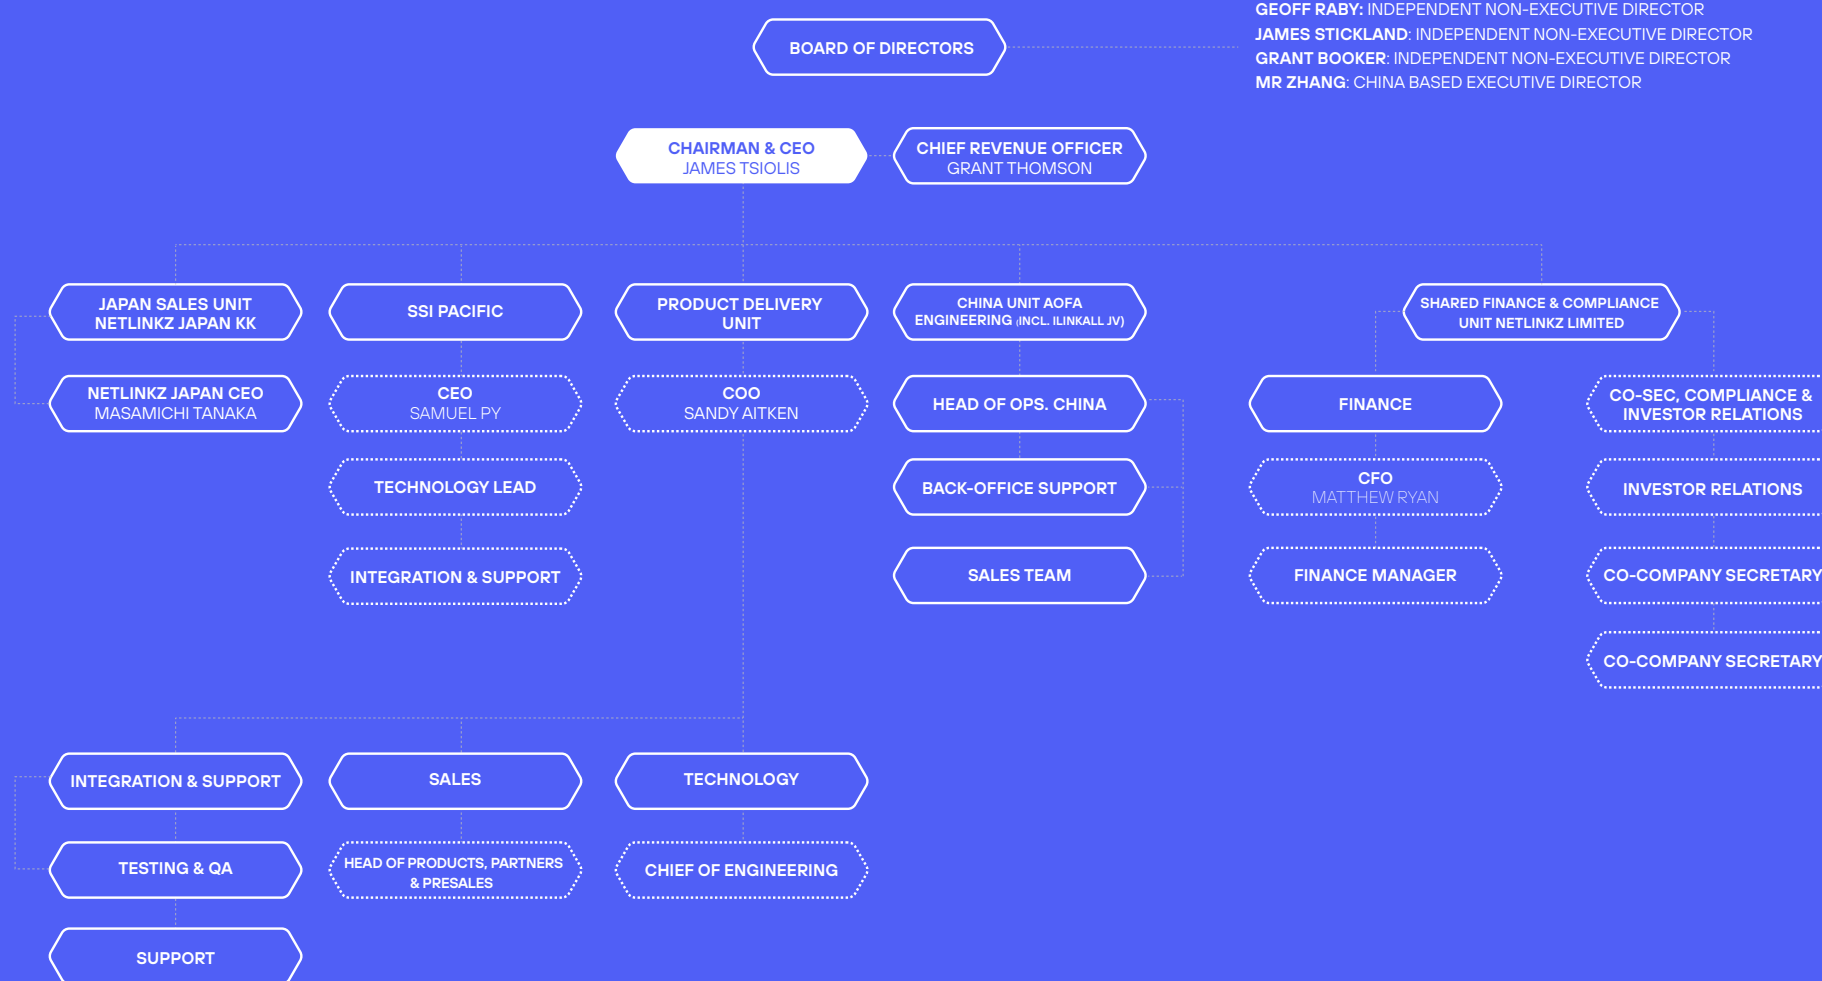 GEOFF RABY: INDEPENDENT NON-EXECUTIVE DIRECTOR
JAMES STICKLAND: INDEPENDENT NON-EXECUTIVE DIRECTOR
GRANT BOOKER: INDEPENDENT NON-EXECUTIVE DIRECTOR
MR ZHANG: CHINA BASED EXECUTIVE DIRECTOR
BOARD OF DIRECTORS
CHAIRMAN & CEO
JAMES TSIOLIS
CHIEF REVENUE OFFICER
GRANT THOMSON
JAPAN SALES UNIT
NETLINKZ JAPAN KK
SSI PACIFIC
PRODUCT DELIVERY
UNIT
CHINA UNIT AOFA
ENGINEERING (INCL. ILINKALL JV)
SHARED FINANCE & COMPLIANCE
UNIT NETLINKZ LIMITED
NETLINKZ JAPAN CEO
MASAMICHI TANAKA
CEO
SAMUEL PY
COO
SANDY AITKEN
HEAD OF OPS. CHINA
FINANCE
CO-SEC, COMPLIANCE &
INVESTOR RELATIONS
TECHNOLOGY LEAD
BACK-OFFICE SUPPORT
CFO
MATTHEW RYAN
INVESTOR RELATIONS
INTEGRATION & SUPPORT
SALES TEAM
FINANCE MANAGER
CO-COMPANY SECRETARY
CO-COMPANY SECRETARY
INTEGRATION & SUPPORT
SALES
TECHNOLOGY
TESTING & QA
HEAD OF PRODUCTS, PARTNERS
& PRESALES
CHIEF OF ENGINEERING
SUPPORT